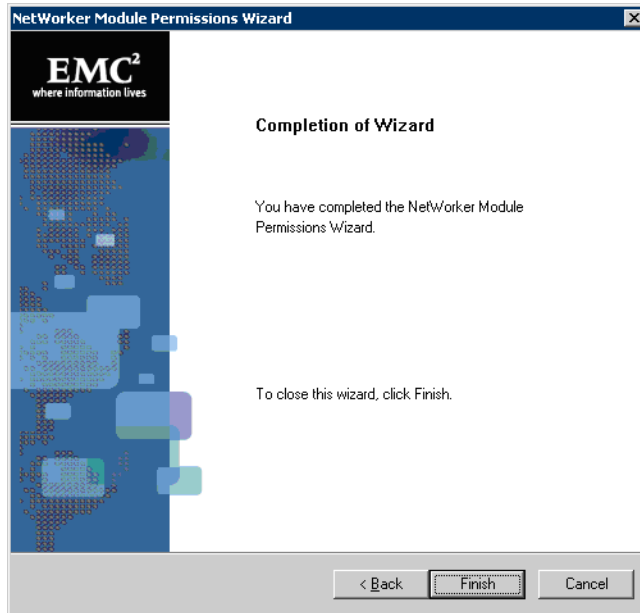 NetWorker Module Permissions Wizard
EMC²
where information lives
Completion of Wizard
You have completed the NetWorker Module
Permissions Wizard.
To close this wizard, click Finish.
< Back
Finish
Cancel